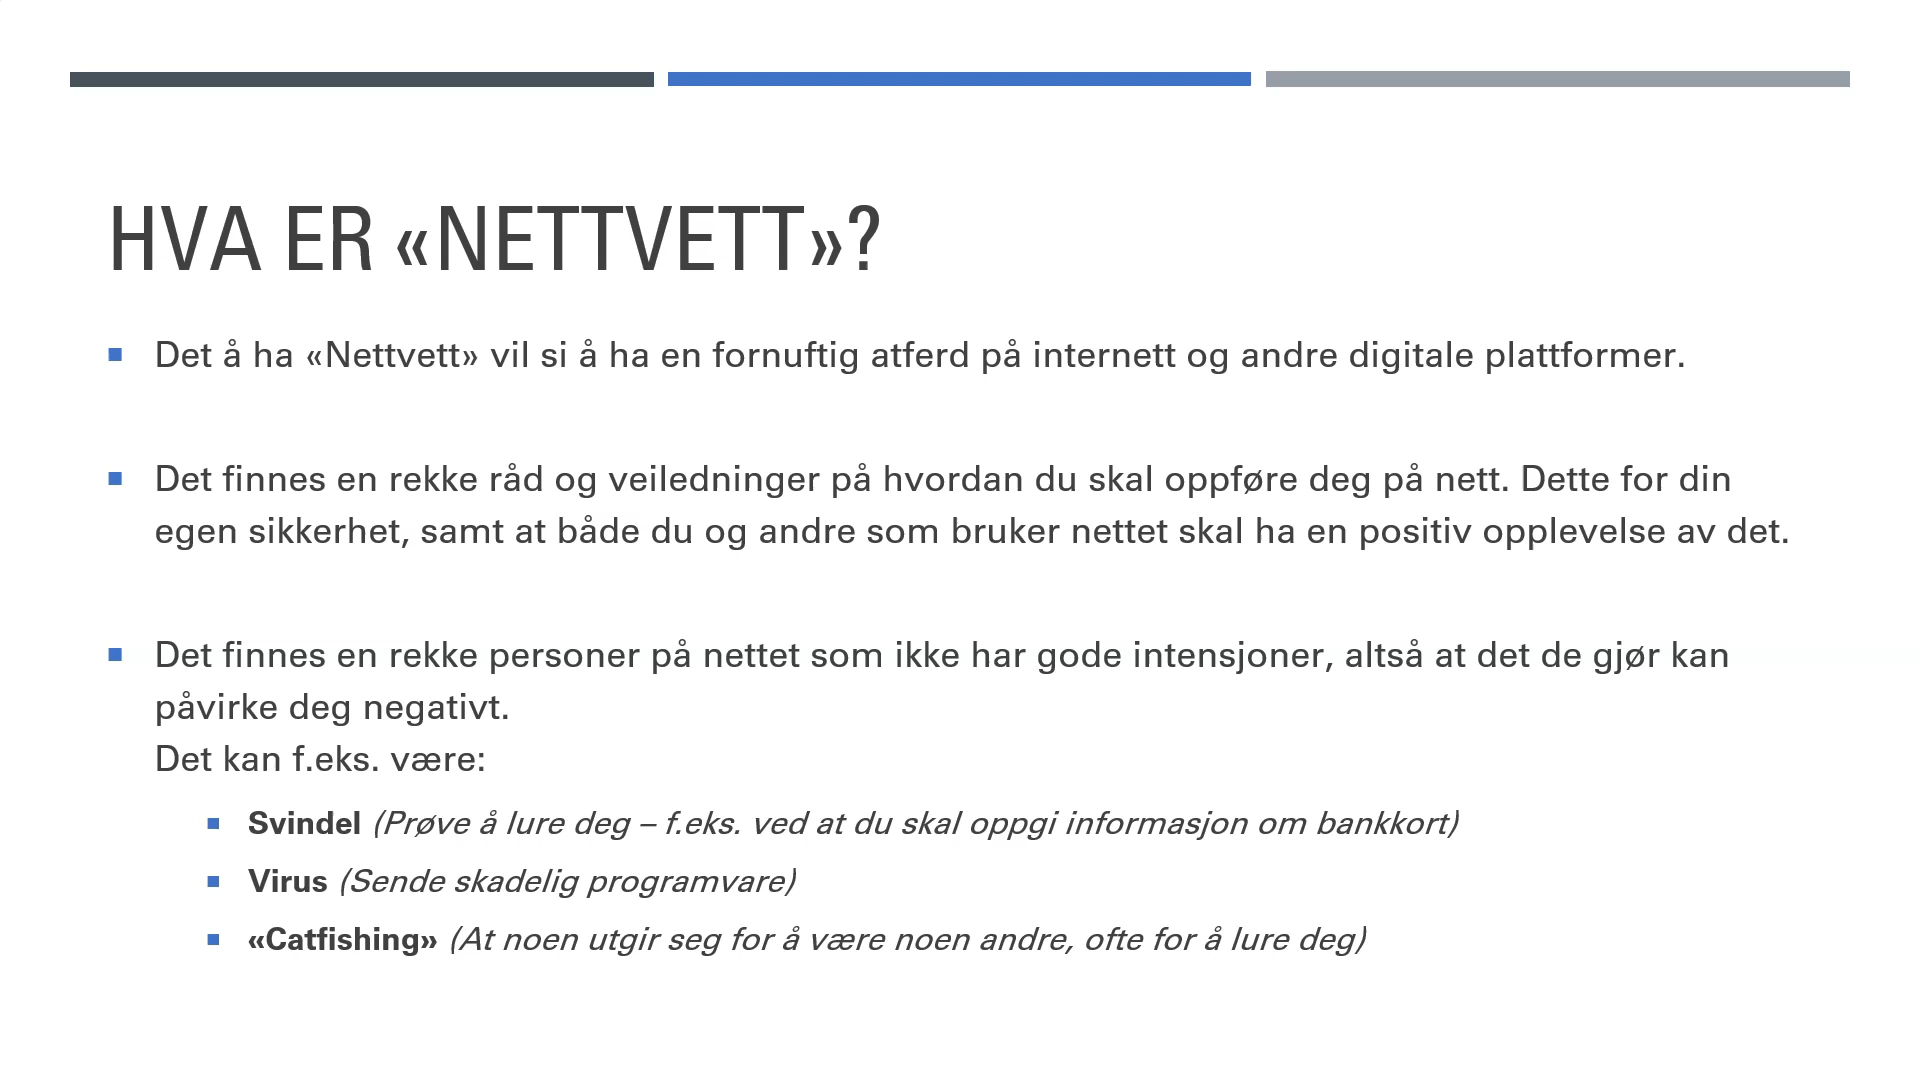 HVA ER «NETTVETT»?
Det å ha «Nettvett» vil si å ha en fornuftig atferd på internett og andre digitale plattformer.
Det finnes en rekke råd og veiledninger på hvordan du skal oppføre deg på nett. Dette for din
egen sikkerhet, samt at både du og andre som bruker nettet skal ha en positiv opplevelse av det.
Det finnes en rekke personer på nettet som ikke har gode intensjoner, altså at det de gjør kan
påvirke deg negativt.
Det kan f.eks. være:
Svindel (Prøve å lure deg – f.eks. ved at du skal oppgi informasjon om bankkort)
Virus (Sende skadelig programvare)
«Catfishing» (At noen utgir seg for å være noen andre, ofte for å lure deg)